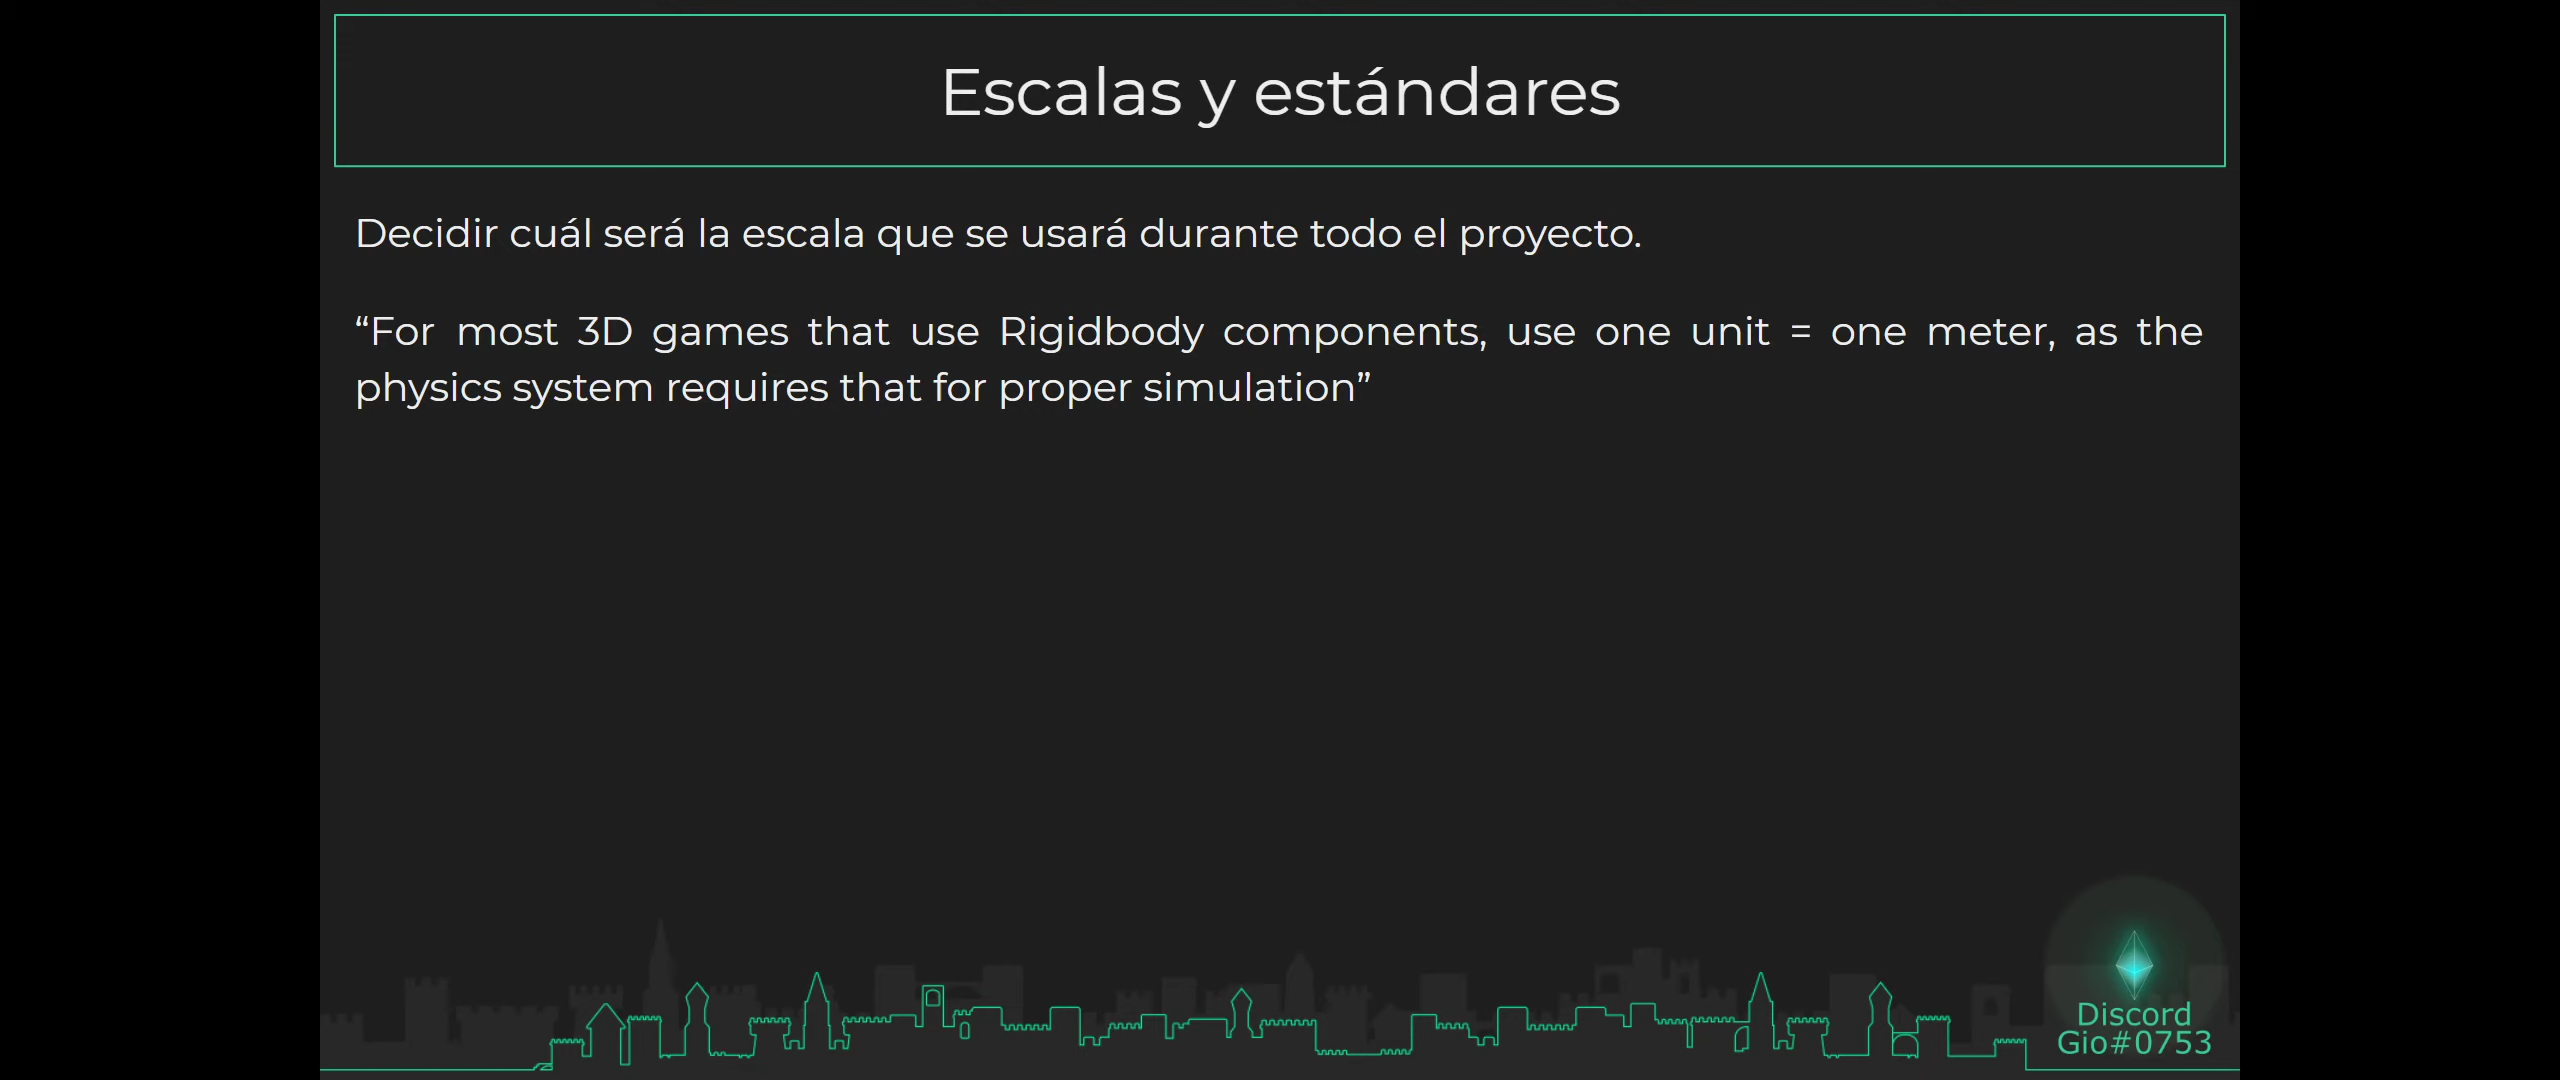 Escalas y estándares
Decidir cuál será la escala que se usará durante todo el proyecto.
“For most 3D games that use Rigidbody components, use one unit = one meter, as the
physics system requires that for proper simulation”
Discord
Gio#0753